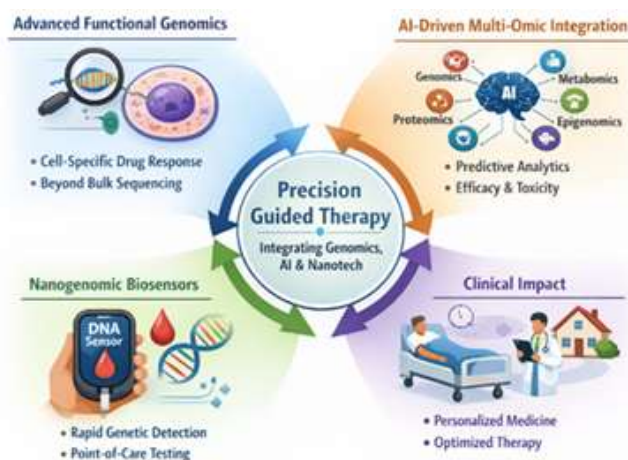 Advanced Functional Genomics
• Cell-Specific Drug Response
• Beyond Bulk Sequencing
AI-Driven Multi-Omic Integration
Genomics
Metabomics
AI
Proteomics
Epigenomics
• Predictive Analytics
• Efficacy & Toxicity
Precision
Guided Therapy
Integrating Genomics,
AI & Nanotech
Nanogenomic Biosensors
DNA
Sensor
• Rapid Genetic Detection
• Point-of-Care Testing
Clinical Impact
• Personalized Medicine
• Optimized Therapy